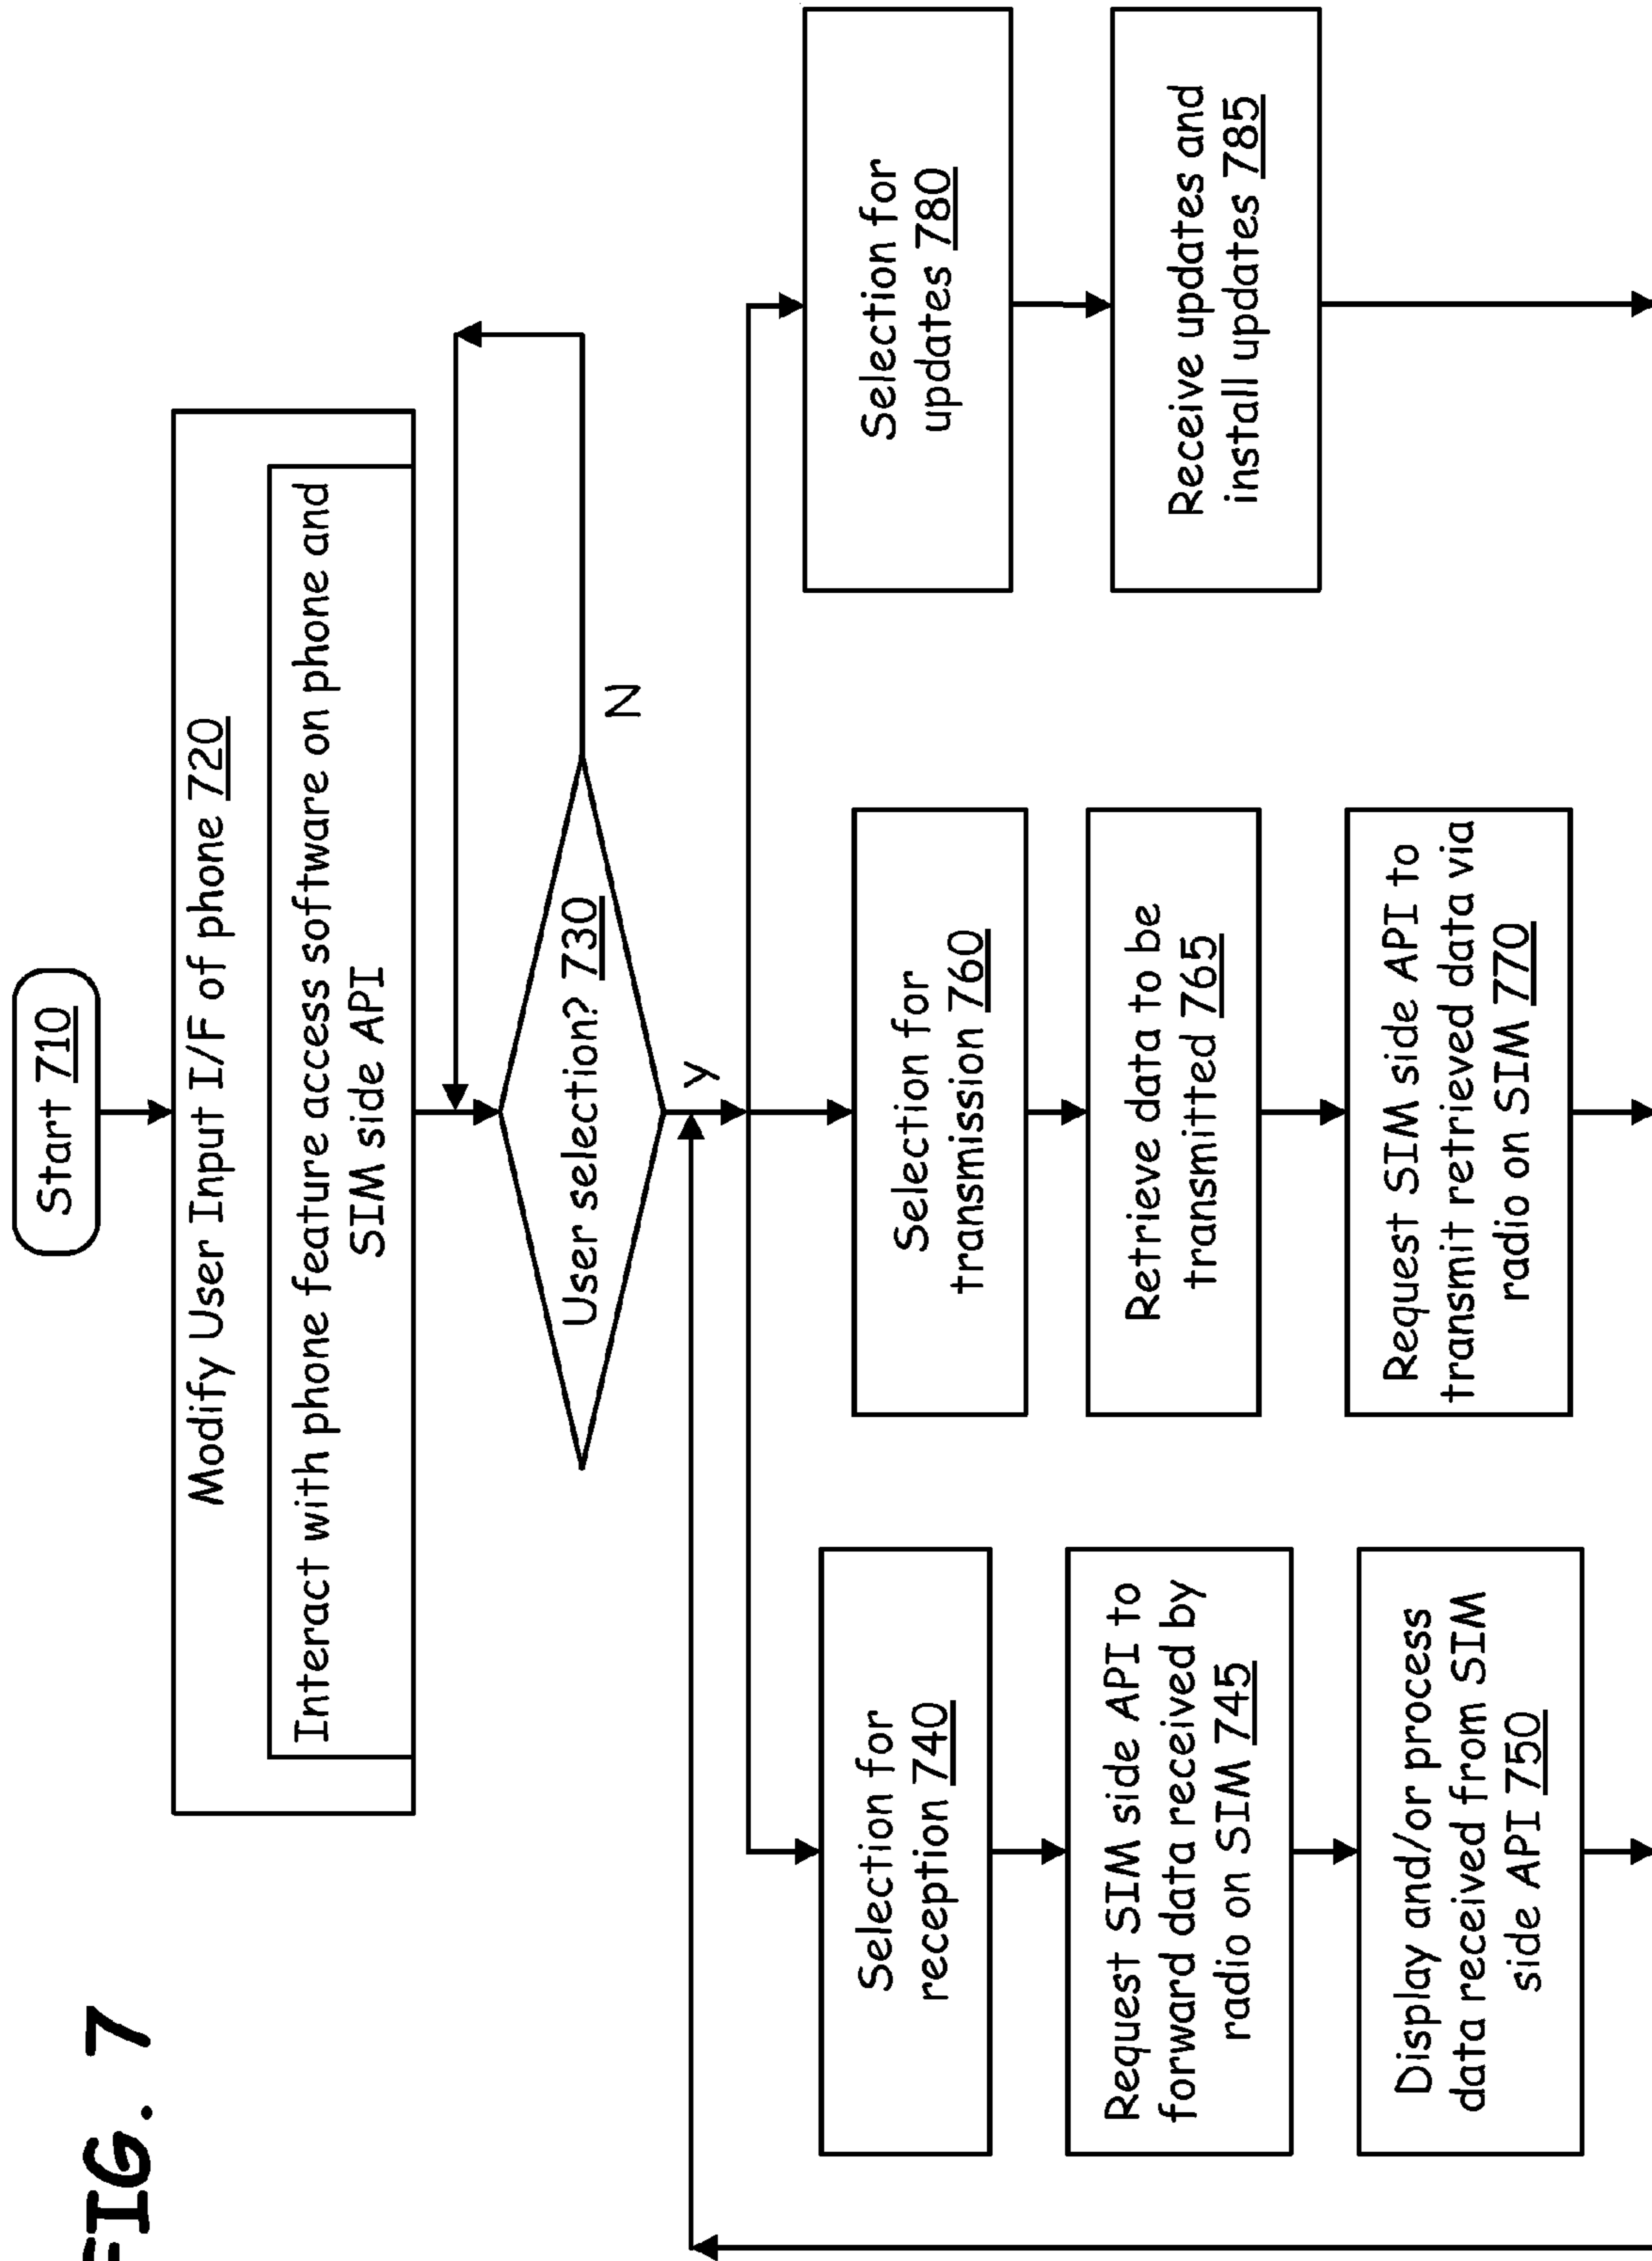 FIG. 7
Start 710
Modify User Input I/F of phone 720
Interact with phone feature access software on phone and
SIM side API
User selection? 730
N
y
Selection for
reception 740
Request SIM side API to
forward data received by
radio on SIM 745
Display and/or process
data received from SIM
side API 750
Selection for
transmission 760
Retrieve data to be
transmitted 765
Request SIM side API to
transmit retrieved data via
radio on SIM 770
Selection for
updates 780
Receive updates and
install updates 785